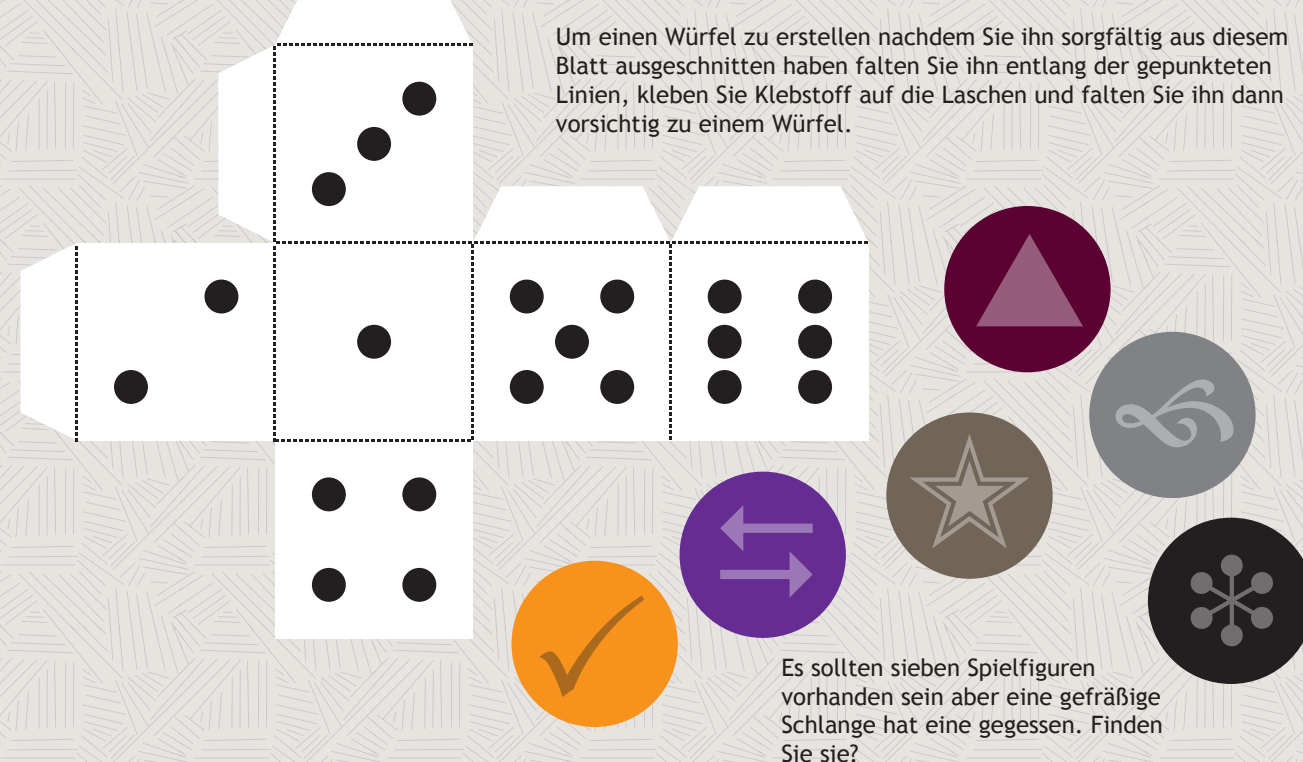 Um einen Würfel zu erstellen nachdem Sie ihn sorgfältig aus diesem
Blatt ausgeschnitten haben falten Sie ihn entlang der gepunkteten
Linien, kleben Sie Klebstoff auf die Laschen und falten Sie ihn dann
vorsichtig zu einem Würfel.
Es sollten sieben Spielfiguren
vorhanden sein aber eine gefräßige
Schlange hat eine gegessen. Finden
Sie sie?